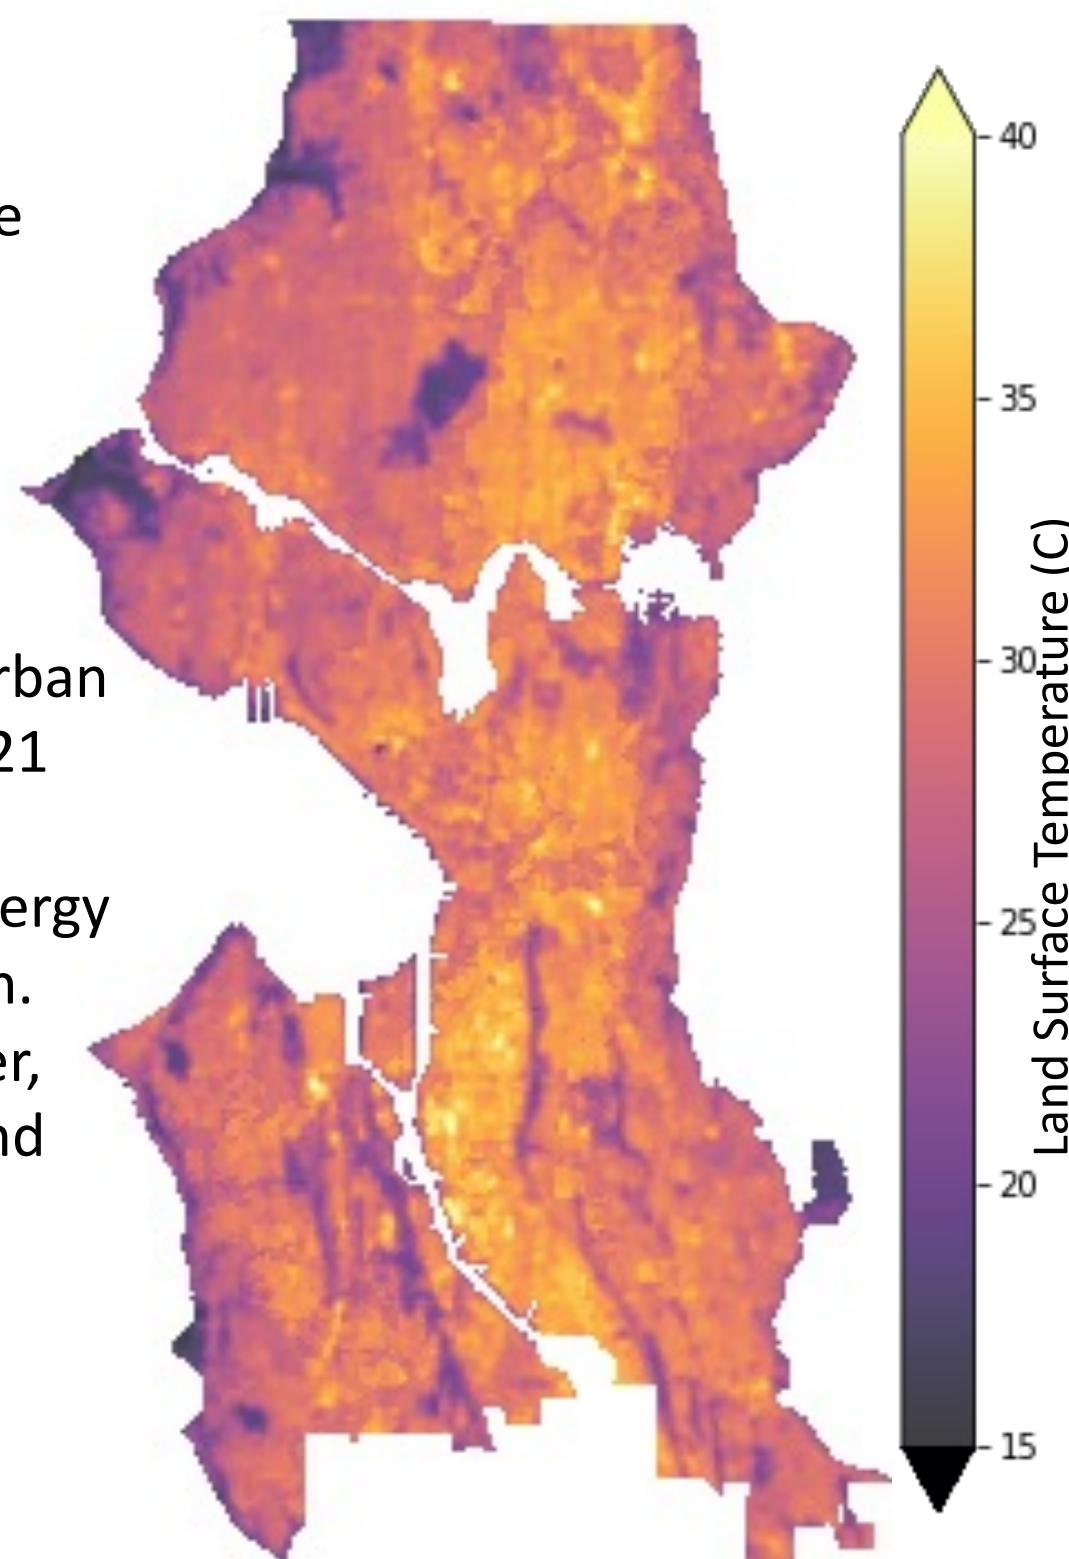 e
rban
21
ergy
n.
er,
nd
40
35
30
25
20
15
Land Surface Temperature (C)